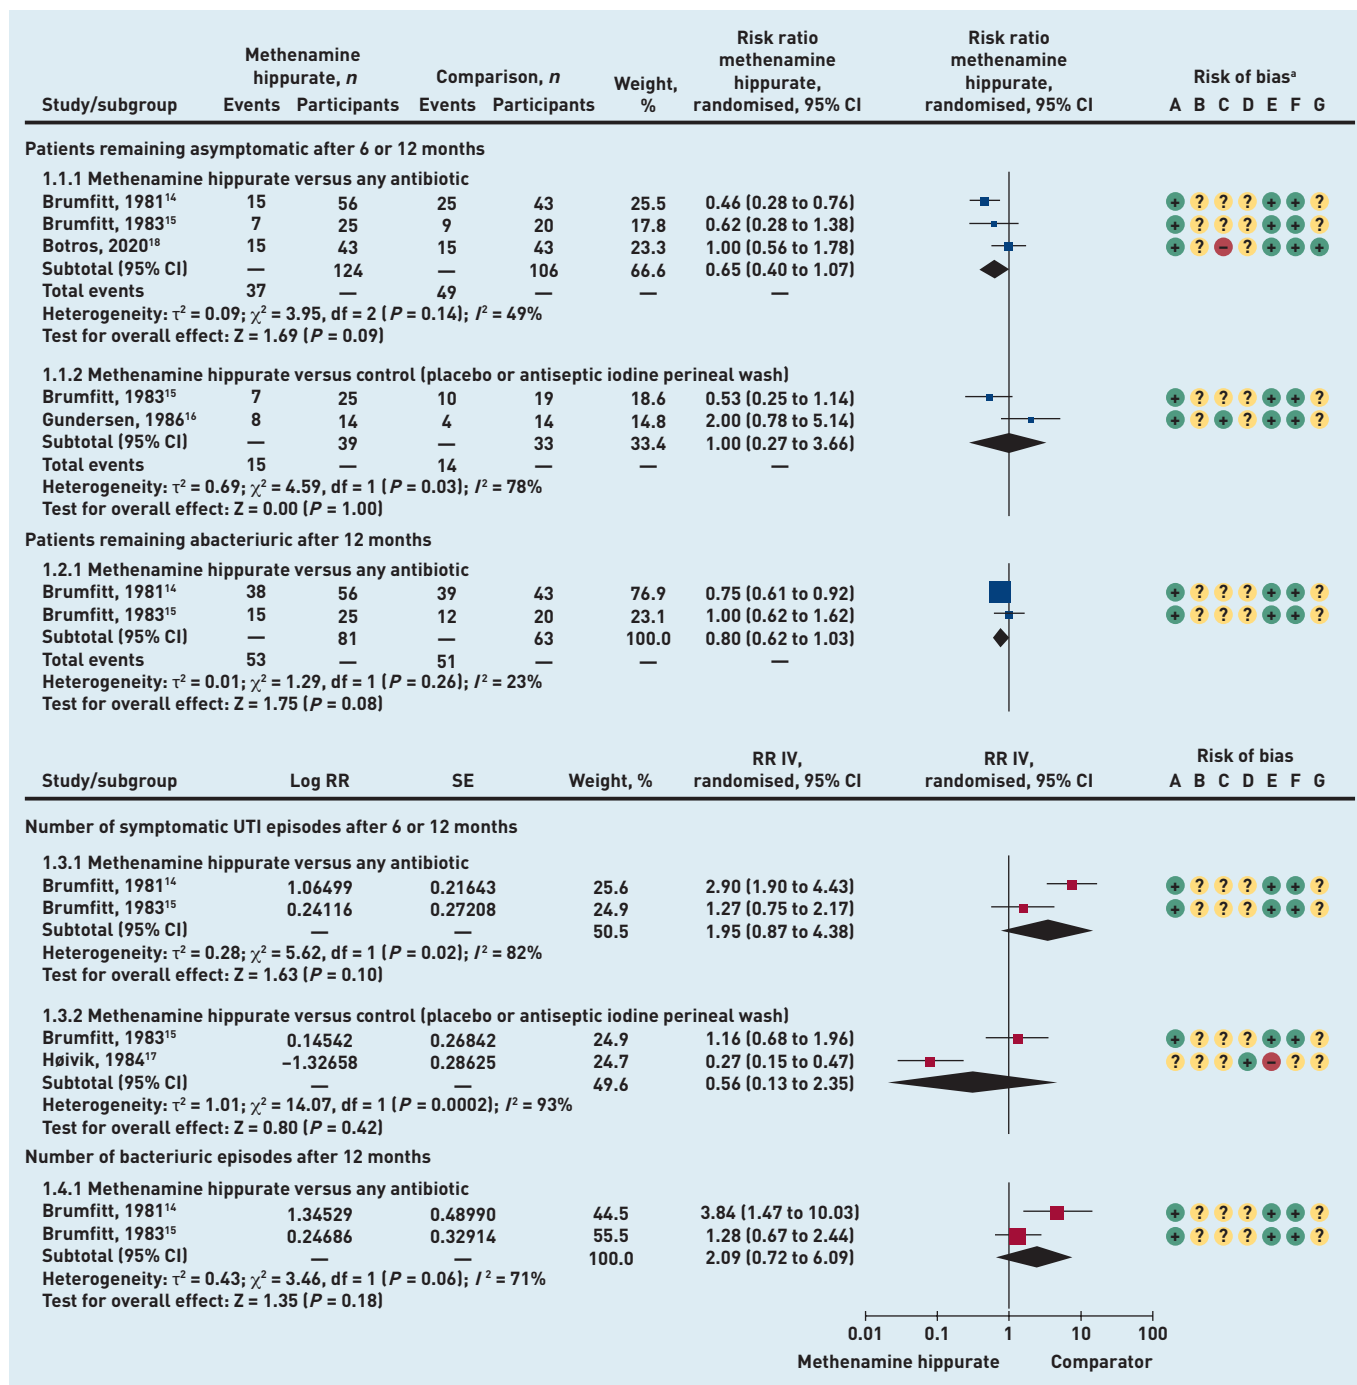 Methenamine hippurate, n Comparison, n Weight, % Risk ratio methenamine hippurate, randomised, 95% CI Risk ratio methenamine hippurate, randomised, 95% CI Risk of biasᵃ
Study/subgroup Events Participants Events Participants A B C D E F G
Patients remaining asymptomatic after 6 or 12 months
1.1.1 Methenamine hippurate versus any antibiotic
Brumfitt, 1981¹⁴ 15 56 25 43 25.5 0.46 (0.28 to 0.76) + ? ? ? + + ?
Brumfitt, 1983¹⁵ 7 25 9 20 17.8 0.62 (0.28 to 1.38) + ? ? ? + + ?
Botros, 2020¹⁸ 15 43 15 43 23.3 1.00 (0.56 to 1.78) + ? – ? + + +
Subtotal (95% CI) — 124 — 106 66.6 0.65 (0.40 to 1.07)
Total events 37 — 49 — — —
Heterogeneity: τ² = 0.09; χ² = 3.95, df = 2 (P = 0.14); I² = 49%
Test for overall effect: Z = 1.69 (P = 0.09)
1.1.2 Methenamine hippurate versus control (placebo or antiseptic iodine perineal wash)
Brumfitt, 1983¹⁵ 7 25 10 19 18.6 0.53 (0.25 to 1.14) + ? ? ? + + ?
Gundersen, 1986¹⁶ 8 14 4 14 14.8 2.00 (0.78 to 5.14) + ? + ? + + ?
Subtotal (95% CI) — 39 — 33 33.4 1.00 (0.27 to 3.66)
Total events 15 — 14 — — —
Heterogeneity: τ² = 0.69; χ² = 4.59, df = 1 (P = 0.03); I² = 78%
Test for overall effect: Z = 0.00 (P = 1.00)
Patients remaining abacteriuric after 12 months
1.2.1 Methenamine hippurate versus any antibiotic
Brumfitt, 1981¹⁴ 38 56 39 43 76.9 0.75 (0.61 to 0.92) + ? ? ? + + ?
Brumfitt, 1983¹⁵ 15 25 12 20 23.1 1.00 (0.62 to 1.62) + ? ? ? + + ?
Subtotal (95% CI) — 81 — 63 100.0 0.80 (0.62 to 1.03)
Total events 53 — 51 — — —
Heterogeneity: τ² = 0.01; χ² = 1.29, df = 1 (P = 0.26); I² = 23%
Test for overall effect: Z = 1.75 (P = 0.08)
RR IV, RR IV, Risk of bias
Study/subgroup Log RR SE Weight, % randomised, 95% CI randomised, 95% CI A B C D E F G
Number of symptomatic UTI episodes after 6 or 12 months
1.3.1 Methenamine hippurate versus any antibiotic
Brumfitt, 1981¹⁴ 1.06499 0.21643 25.6 2.90 (1.90 to 4.43) + ? ? ? + + ?
Brumfitt, 1983¹⁵ 0.24116 0.27208 24.9 1.27 (0.75 to 2.17) + ? ? ? + + ?
Subtotal (95% CI) — — 50.5 1.95 (0.87 to 4.38)
Heterogeneity: τ² = 0.28; χ² = 5.62, df = 1 (P = 0.02); I² = 82%
Test for overall effect: Z = 1.63 (P = 0.10)
1.3.2 Methenamine hippurate versus control (placebo or antiseptic iodine perineal wash)
Brumfitt, 1983¹⁵ 0.14542 0.26842 24.9 1.16 (0.68 to 1.96) + ? ? ? + + ?
Høivik, 1984¹⁷ –1.32658 0.28625 24.7 0.27 (0.15 to 0.47) ? ? ? + – ? ?
Subtotal (95% CI) — — 49.6 0.56 (0.13 to 2.35)
Heterogeneity: τ² = 1.01; χ² = 14.07, df = 1 (P = 0.0002); I² = 93%
Test for overall effect: Z = 0.80 (P = 0.42)
Number of bacteriuric episodes after 12 months
1.4.1 Methenamine hippurate versus any antibiotic
Brumfitt, 1981¹⁴ 1.34529 0.48990 44.5 3.84 (1.47 to 10.03) + ? ? ? + + ?
Brumfitt, 1983¹⁵ 0.24686 0.32914 55.5 1.28 (0.67 to 2.44) + ? ? ? + + ?
Subtotal (95% CI) — — 100.0 2.09 (0.72 to 6.09)
Heterogeneity: τ² = 0.43; χ² = 3.46, df = 1 (P = 0.06); I² = 71%
Test for overall effect: Z = 1.35 (P = 0.18)
0.01 0.1 1 10 100
Methenamine hippurate Comparator